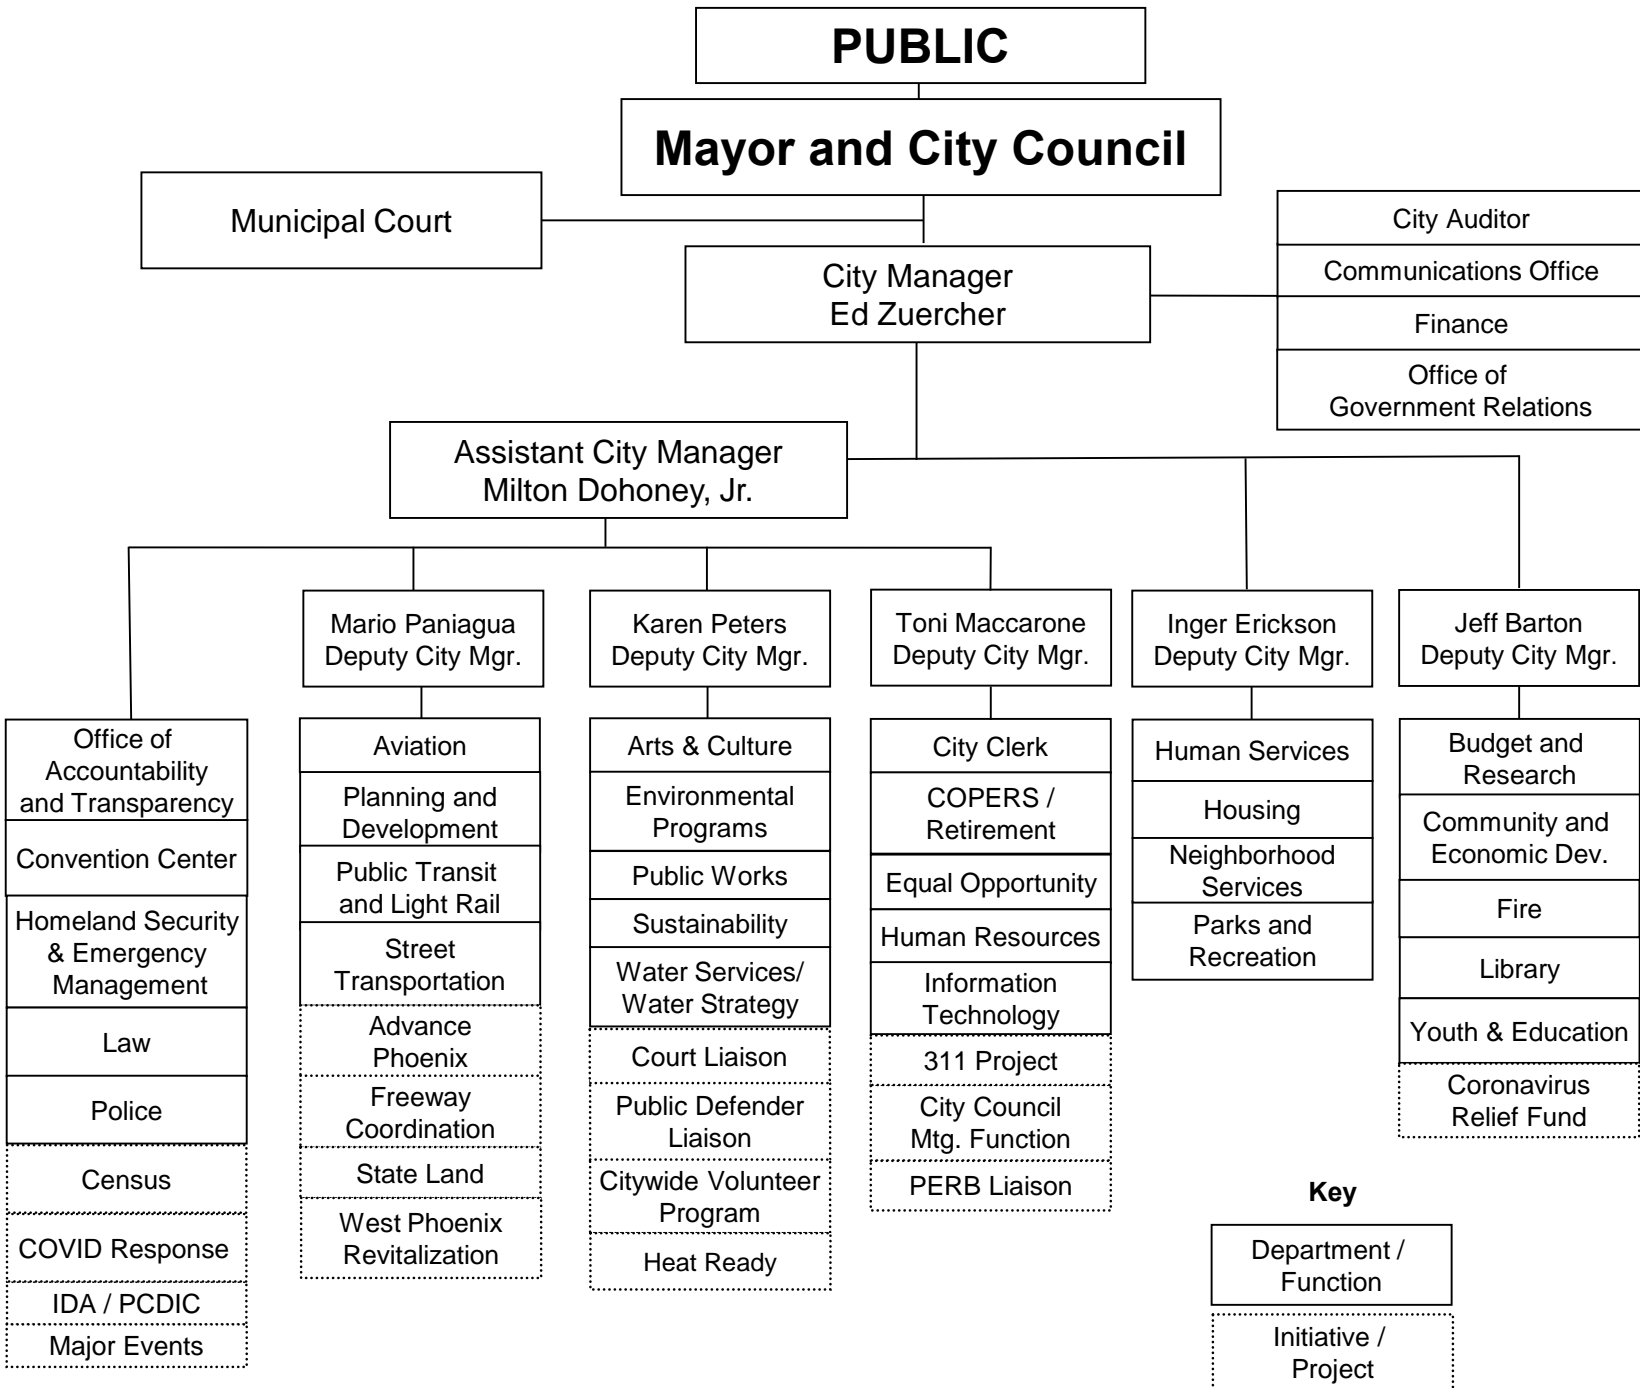 PUBLIC
Mayor and City Council
Municipal Court
City Manager
Ed Zuercher
City Auditor
Communications Office
Finance
Office of
Government Relations
Assistant City Manager
Milton Dohoney, Jr.
Mario Paniagua
Deputy City Mgr.
Karen Peters
Deputy City Mgr.
Toni Maccarone
Deputy City Mgr.
Inger Erickson
Deputy City Mgr.
Jeff Barton
Deputy City Mgr.
Office of
Accountability
and Transparency
Convention Center
Homeland Security
& Emergency
Management
Law
Police
Census
COVID Response
IDA / PCDIC
Major Events
Aviation
Planning and
Development
Public Transit
and Light Rail
Street
Transportation
Advance
Phoenix
Freeway
Coordination
State Land
West Phoenix
Revitalization
Arts & Culture
Environmental
Programs
Public Works
Sustainability
Water Services/
Water Strategy
Court Liaison
Public Defender
Liaison
Citywide Volunteer
Program
Heat Ready
City Clerk
COPERS /
Retirement
Equal Opportunity
Human Resources
Information
Technology
311 Project
City Council
Mtg. Function
PERB Liaison
Human Services
Housing
Neighborhood
Services
Parks and
Recreation
Budget and
Research
Community and
Economic Dev.
Fire
Library
Youth & Education
Coronavirus
Relief Fund
Key
Department /
Function
Initiative /
Project